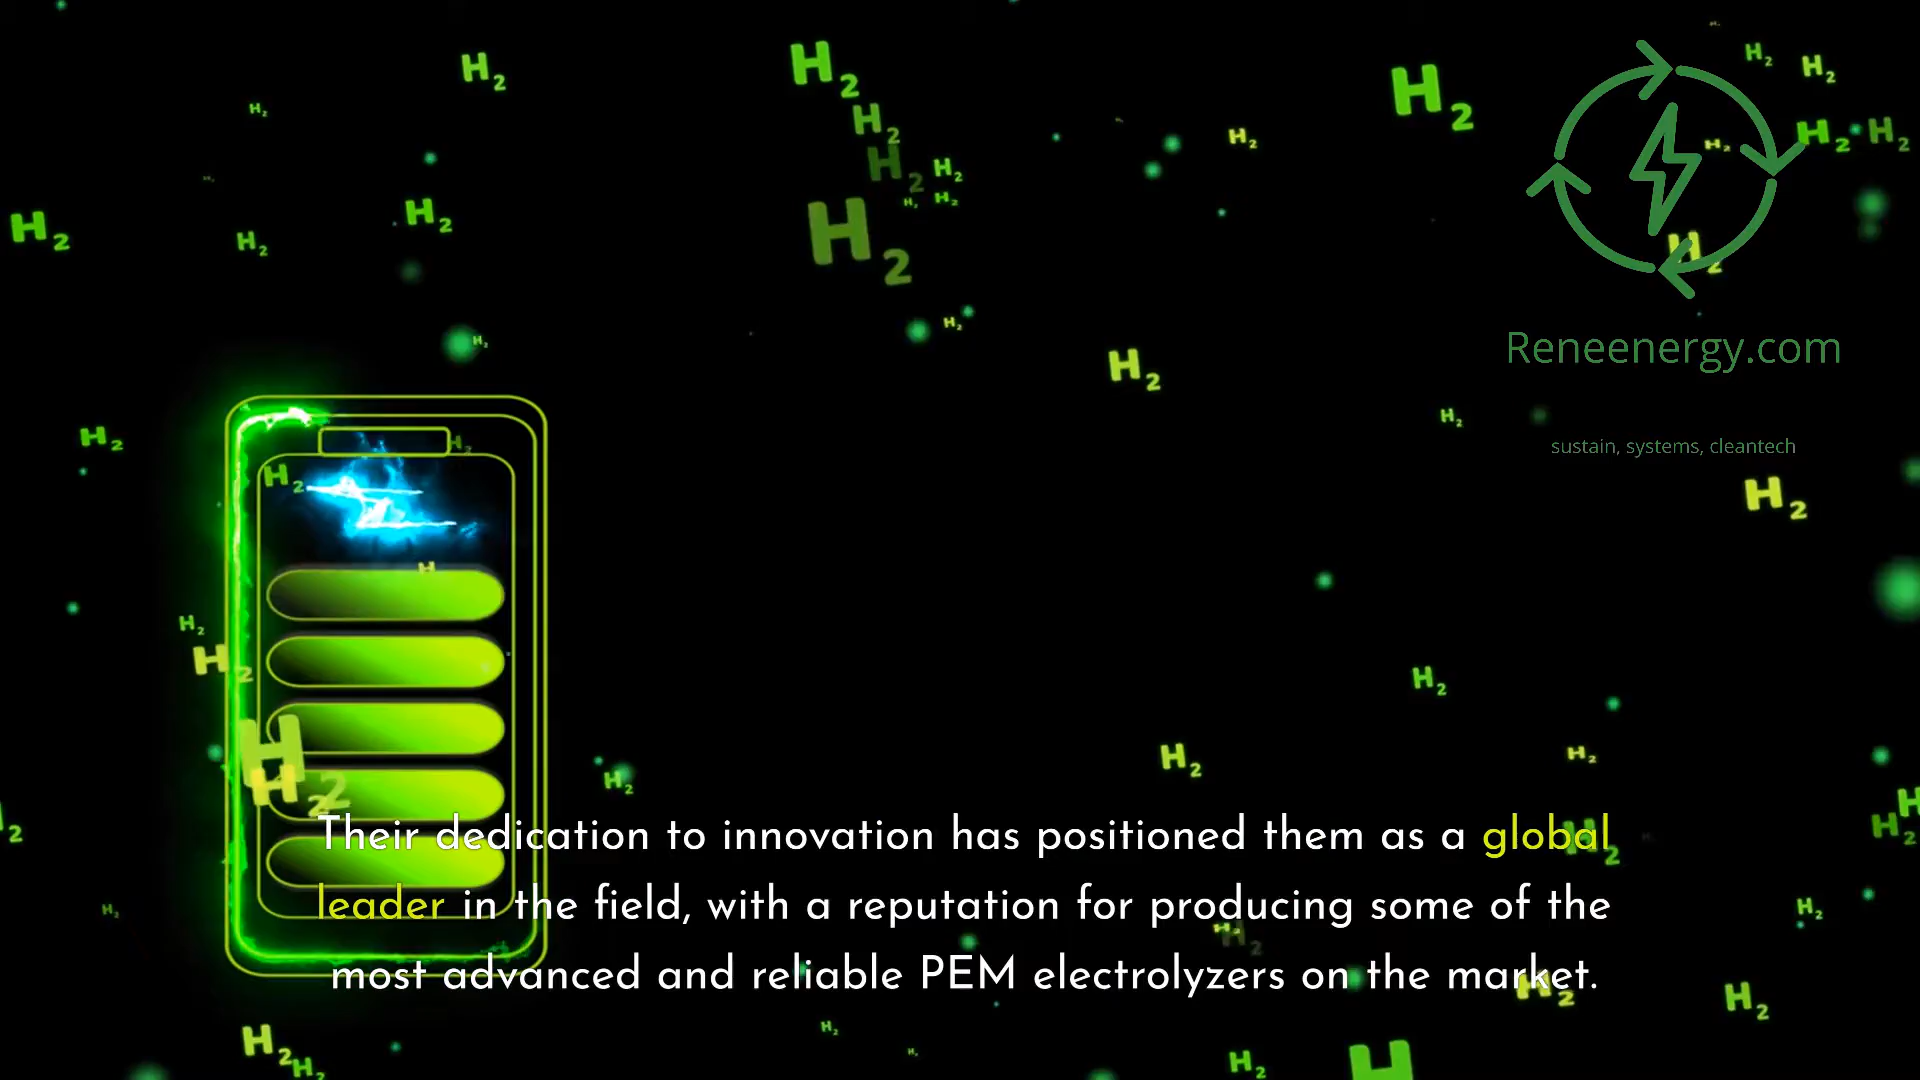 Reneenergy.com
sustain, systems, cleantech
H2
Their dedication to innovation has positioned them as a global
leader in the field, with a reputation for producing some of the
most advanced and reliable PEM electrolyzers on the market.